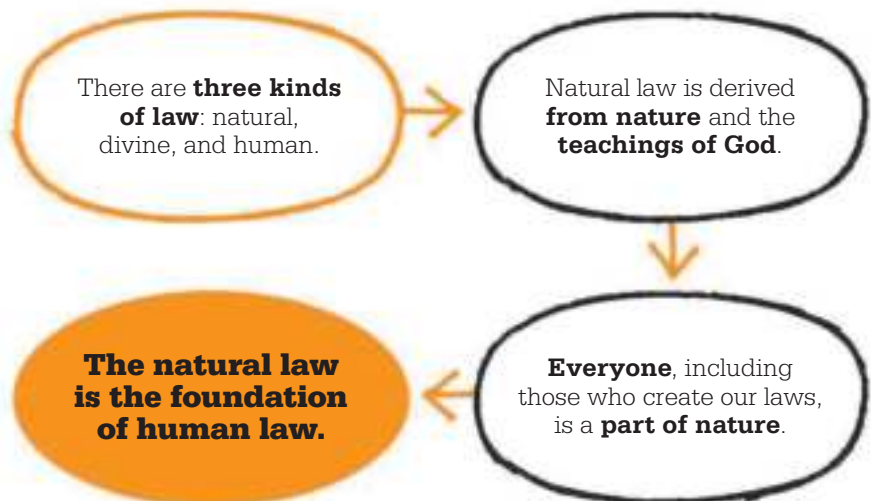 There are three kinds
of law: natural,
divine, and human.
Natural law is derived
from nature and the
teachings of God.
Everyone, including
those who create our laws,
is a part of nature.
The natural law
is the foundation
of human law.